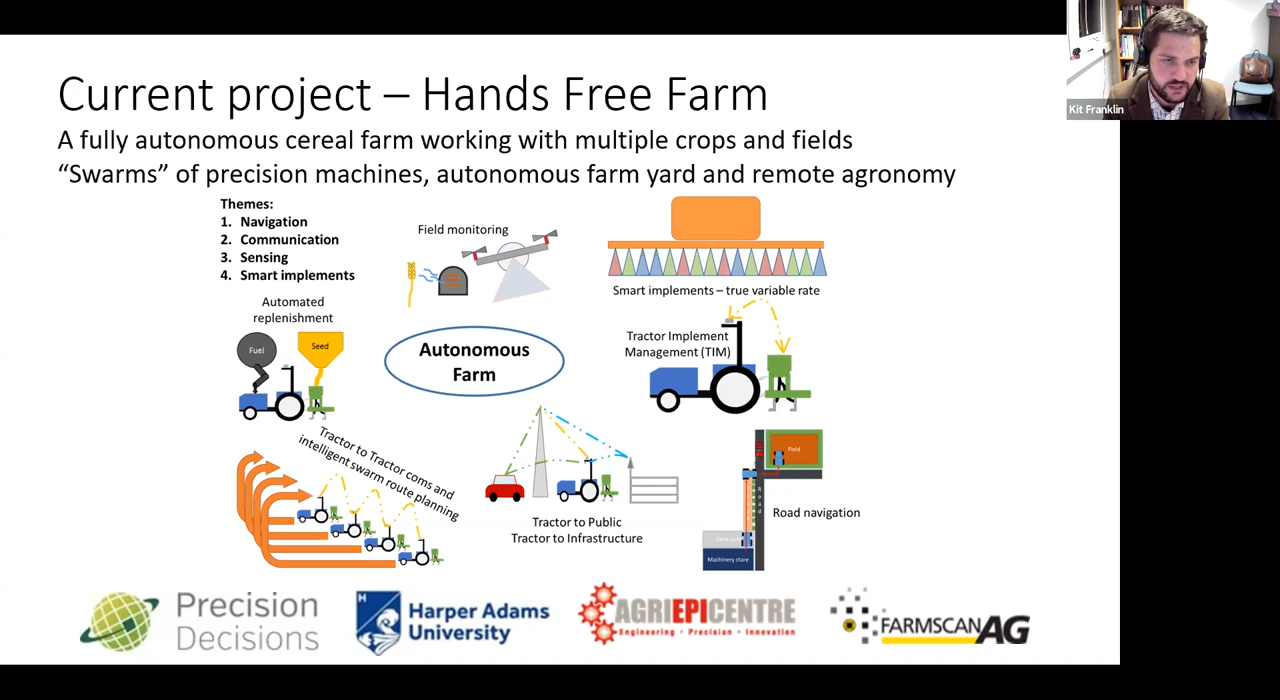 Kit Franklin
Current project – Hands Free Farm
A fully autonomous cereal farm working with multiple crops and fields
“Swarms” of precision machines, autonomous farm yard and remote agronomy
Themes:
1. Navigation
2. Communication
3. Sensing
4. Smart implements
Field monitoring
Smart implements – true variable rate
Automated
replenishment
Fuel
Seed
Autonomous
Farm
Tractor Implement
Management (TIM)
Tractor to Tractor coms and
intelligent swarm route planning
Tractor to Public
Tractor to Infrastructure
Field
Road
Road navigation
Machinery store
Precision
Decisions
H
Harper Adams
University
AGRIEPICENTRE
Engineering - Precision - Innovation
FARMSCAN AG